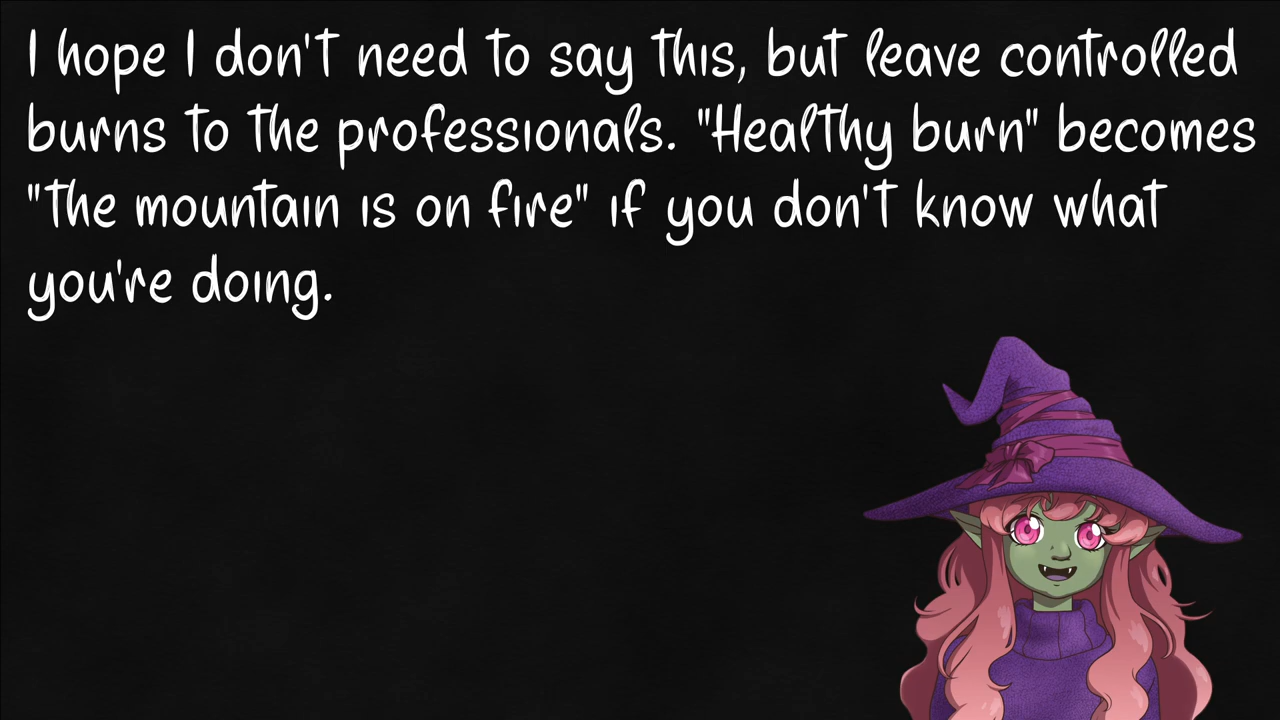 I hope I don't need to say this, but leave controlled
burns to the professionals. "Healthy burn" becomes
"the mountain is on fire" if you don't know what
you're doing.